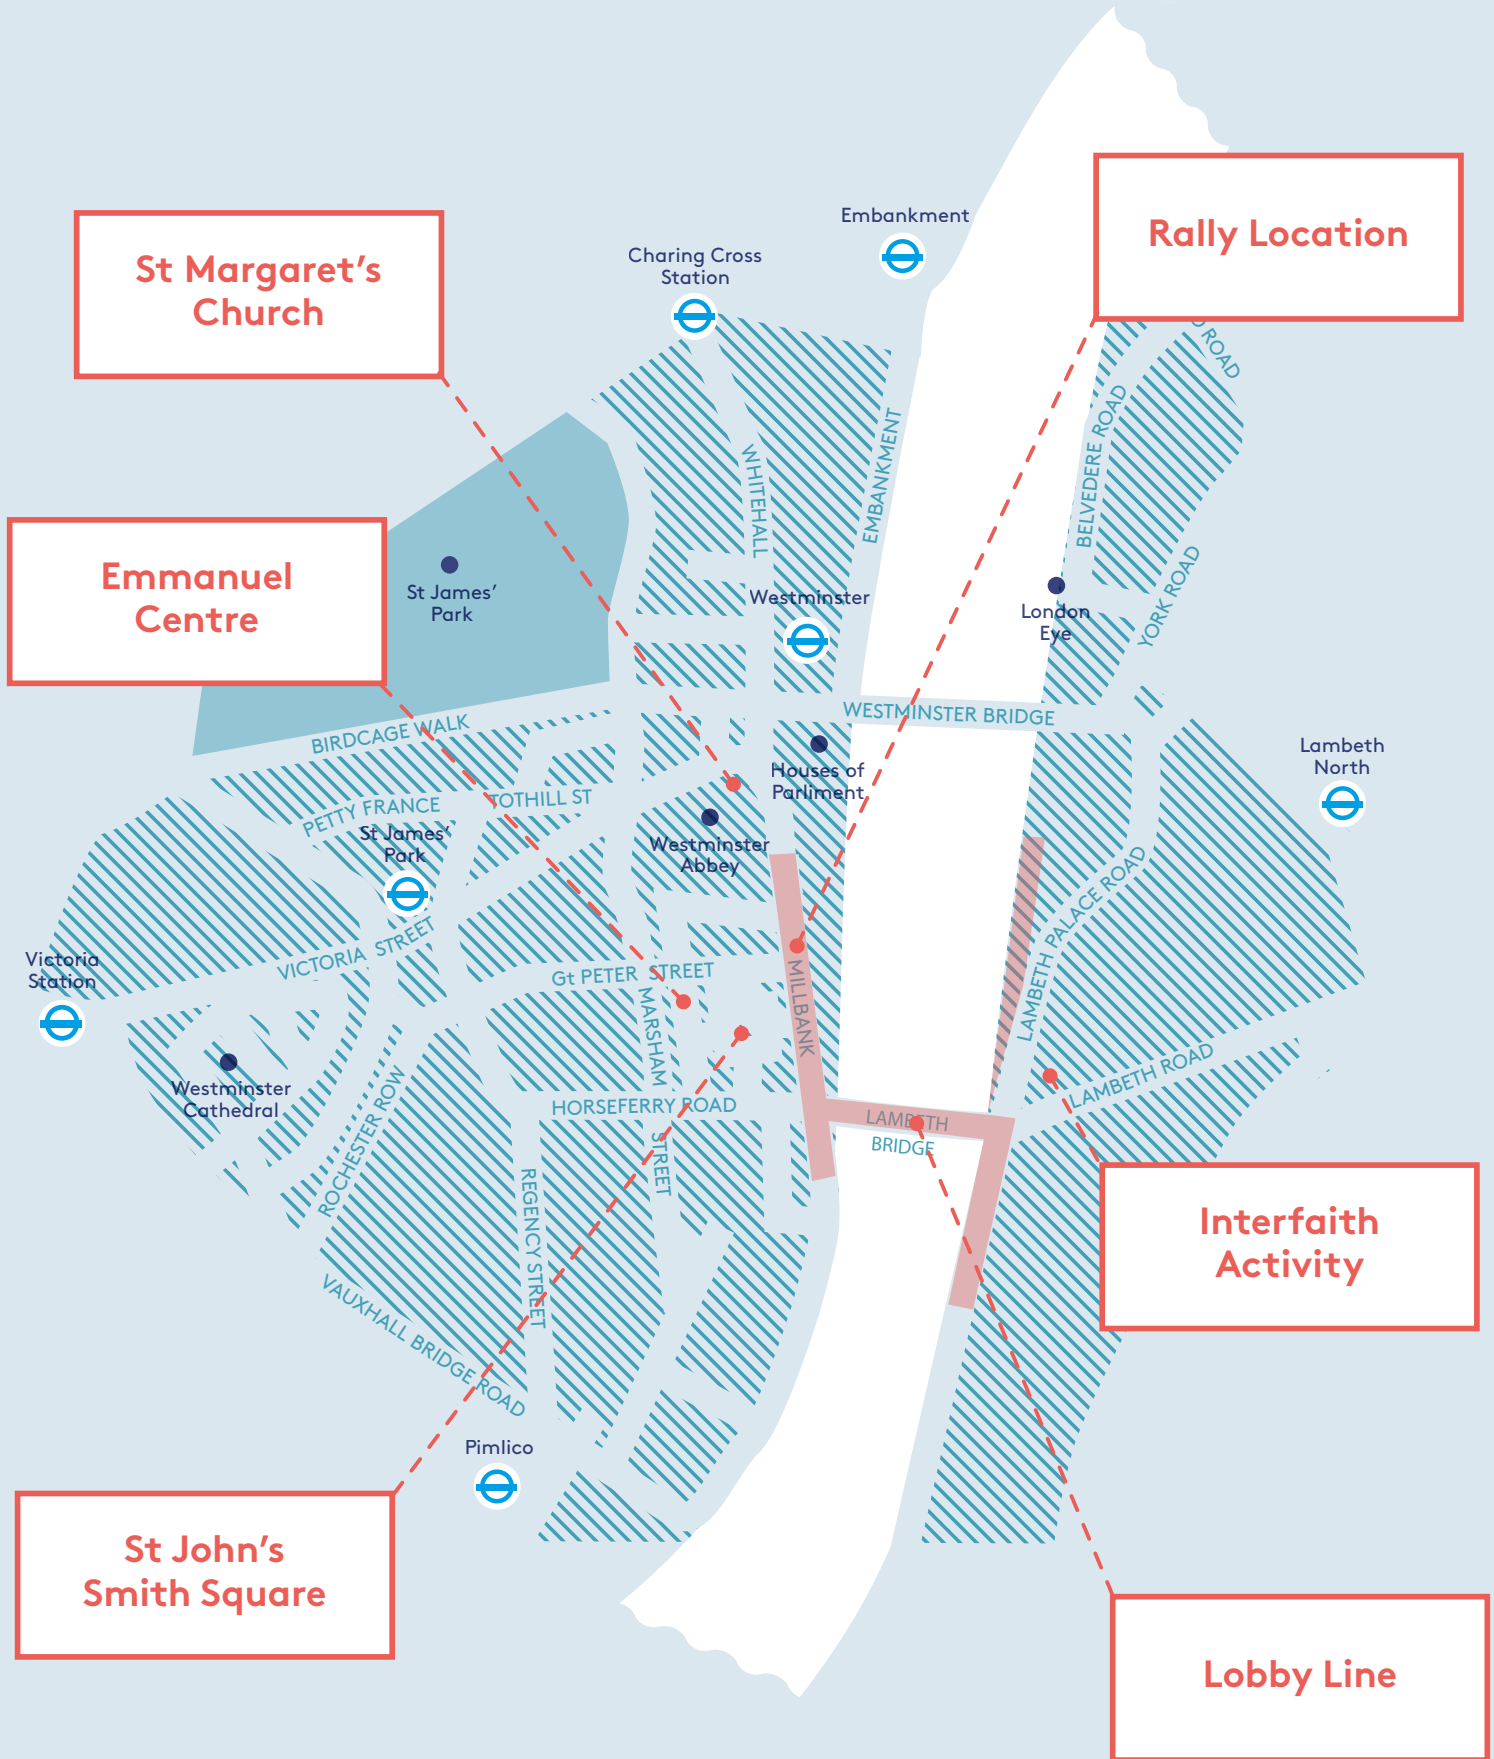 Embankment
Rally Location
St Margaret’s
Church
Charing Cross
Station
D ROAD
BELVEDERE ROAD
WHITEHALL
EMBANKMENT
Emmanuel
Centre
St James’
Park
Westminster
London
Eye
YORK ROAD
WESTMINSTER BRIDGE
BIRDCAGE WALK
Lambeth
North
Houses of
Parliment
PETTY FRANCE
TOTHILL ST
St James’
Park
Westminster
Abbey
LAMBETH PALACE ROAD
VICTORIA STREET
Victoria
Station
Gt PETER STREET
MARSHAM
STREET
MILLBANK
Westminster
Cathedral
ROCHESTER ROW
HORSEFERRY ROAD
LAMBETH
BRIDGE
LAMBETH ROAD
REGENCY STREET
Interfaith
Activity
VAUXHALL BRIDGE ROAD
Pimlico
St John’s
Smith Square
Lobby Line